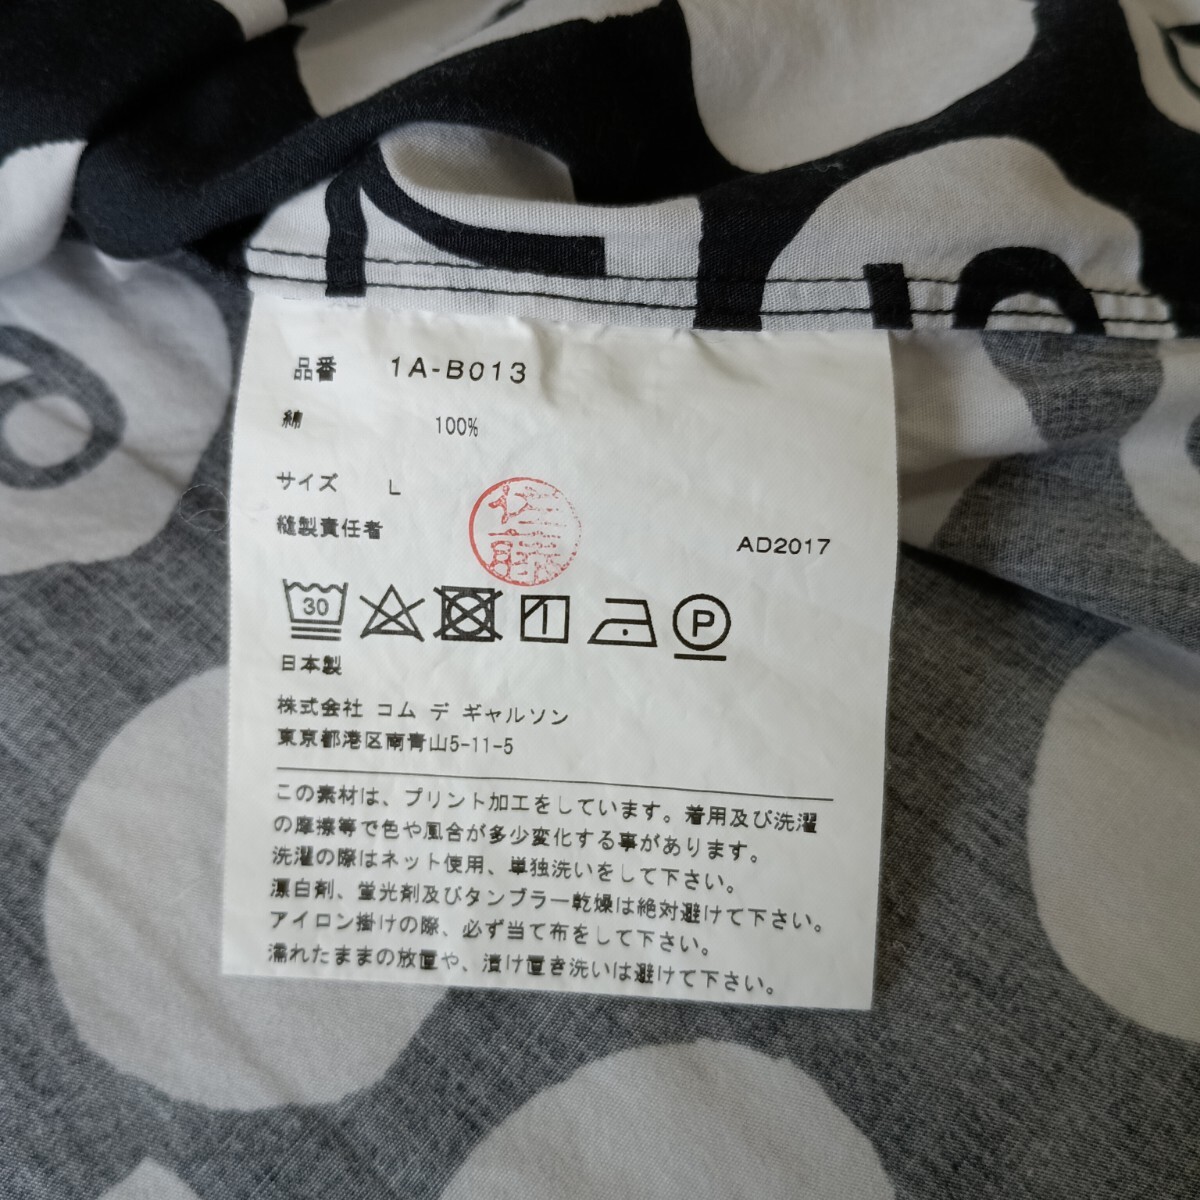 品番 1A-B013
綿 100%
サイズ L
縫製責任者
AD2017
30
P
日本製
株式会社 コム デ ギャルソン
東京都港区南青山5-11-5
この素材は、プリント加工をしています。着用及び洗濯
の摩擦等で色や風合が多少変化する事があります。
洗濯の際はネット使用、単独洗いをして下さい。
漂白剤、蛍光剤及びタンブラー乾燥は絶対避けて下さい。
アイロン掛けの際、必ず当て布をして下さい。
濡れたままの放置や、漬け置き洗いは避けて下さい。